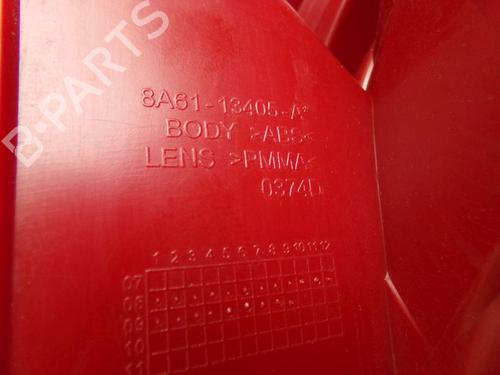 B-PARTS
8A61-13405-A*
BODY >ABS<
LENS >PMMA<
0374D
1 2 3 4 5 6 7 8 9 10 11 12
07
08
09
10
11